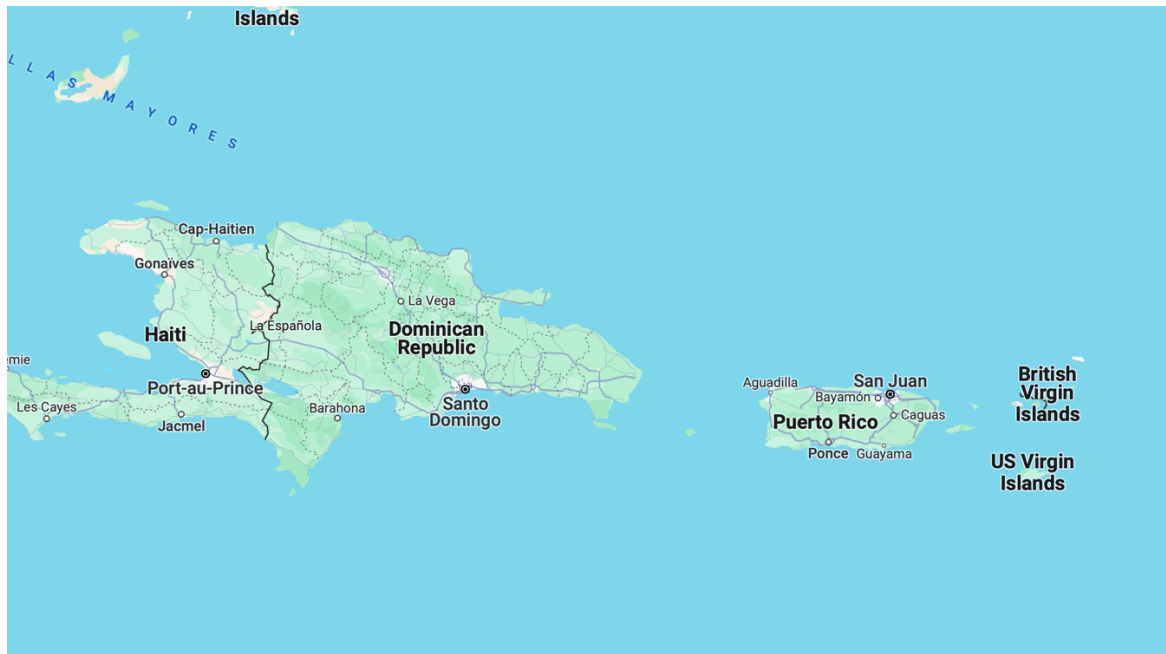 Islands
LLAS MAYORES
Cap-Haitien
Gonaïves
La Vega
La Española
Haiti
Dominican
Republic
émie
Port-au-Prince
Les Cayes
Jacmel
Barahona
Santo
Domingo
Aguadilla
San Juan
Bayamón
Caguas
Puerto Rico
Ponce
Guayama
British
Virgin
Islands
US Virgin
Islands